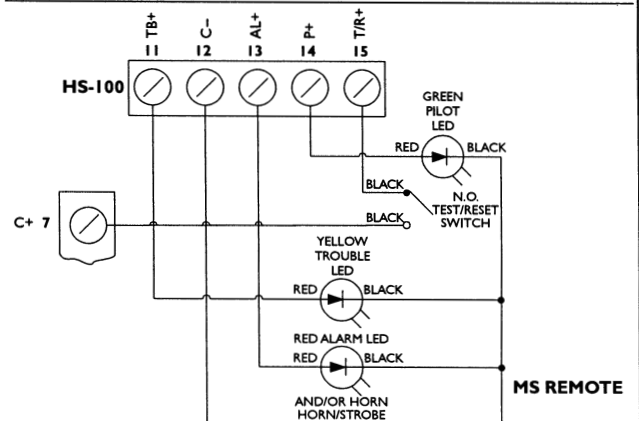 TB+
C–
AL+
P+
T/R+
11
12
13
14
15
HS-100
GREEN
PILOT
LED
RED
BLACK
BLACK
N.O.
TEST/RESET
SWITCH
C+ 7
BLACK
YELLOW
TROUBLE
LED
RED
BLACK
RED ALARM LED
RED
BLACK
MS REMOTE
AND/OR HORN
HORN/STROBE